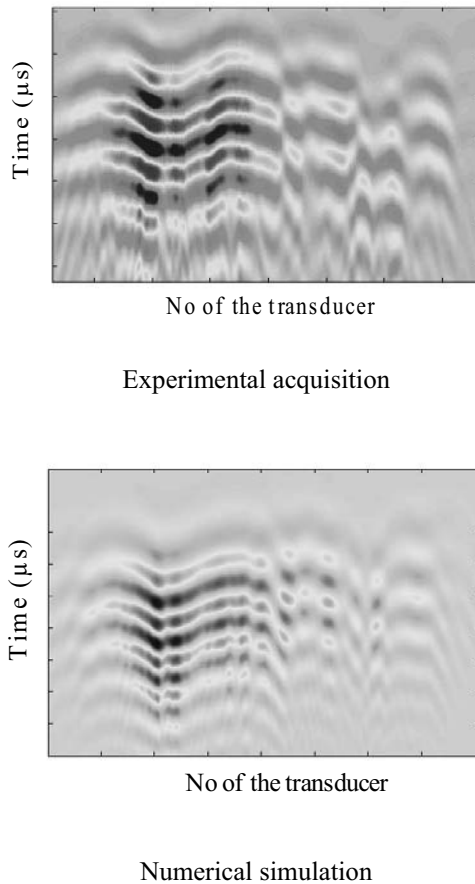 Time (µs)
No of the transducer
Experimental acquisition
Time (µs)
No of the transducer
Numerical simulation